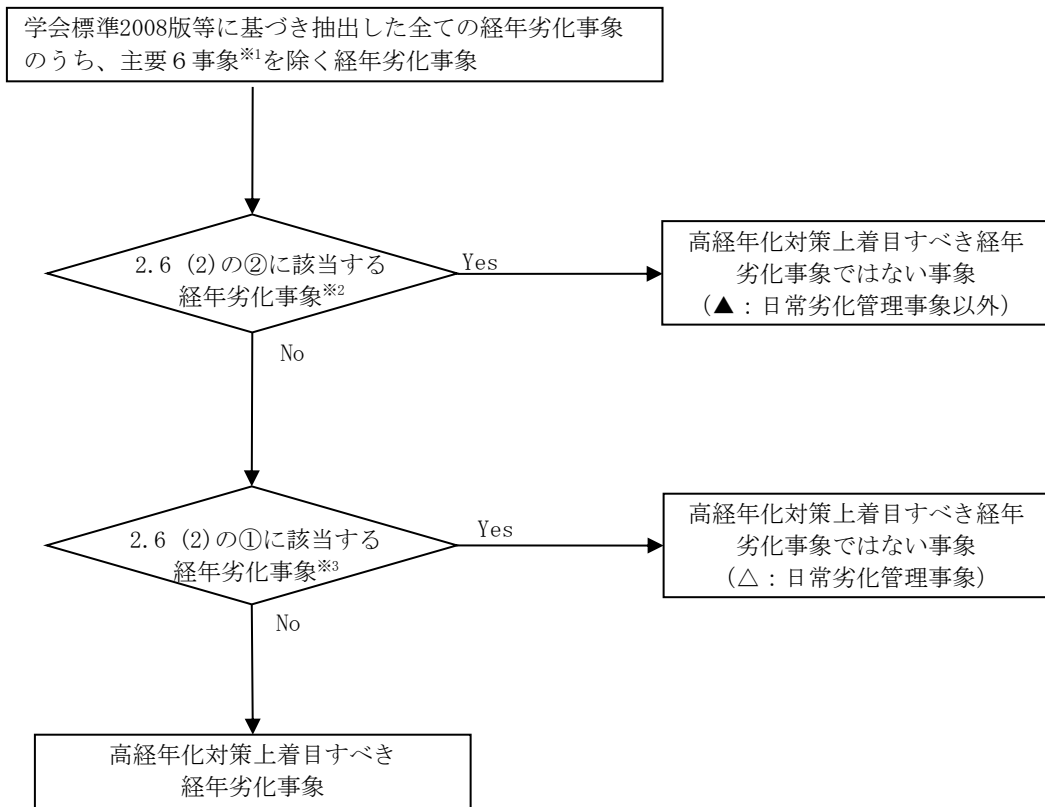 学会標準2008版等に基づき抽出した全ての経年劣化事象
のうち、主要６事象※1を除く経年劣化事象
2.6 (2)の②に該当する
経年劣化事象※2
Yes
高経年化対策上着目すべき経年
劣化事象ではない事象
（▲：日常劣化管理事象以外）
No
2.6 (2)の①に該当する
経年劣化事象※3
Yes
高経年化対策上着目すべき経年
劣化事象ではない事象
（△：日常劣化管理事象）
No
高経年化対策上着目すべき
経年劣化事象